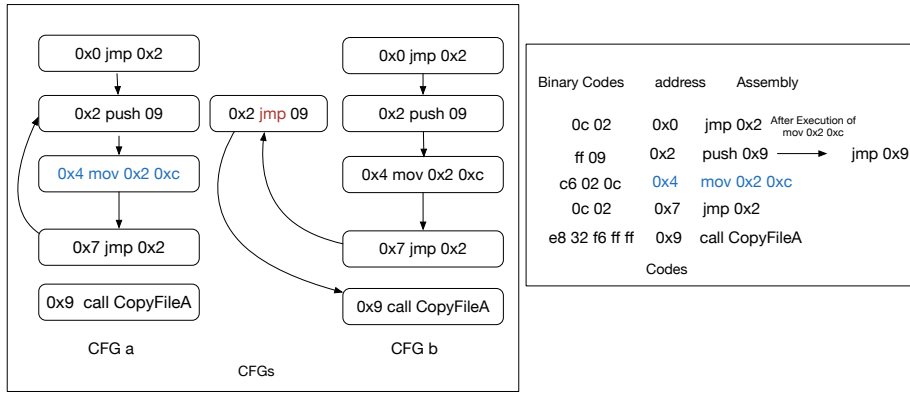 0x0 jmp 0x2
0x2 push 09
0x4 mov 0x2 0xc
0x7 jmp 0x2
0x9 call CopyFileA
CFG a
0x2 jmp 09
0x0 jmp 0x2
0x2 push 09
0x4 mov 0x2 0xc
0x7 jmp 0x2
0x9 call CopyFileA
CFG b
CFGs
Binary Codes address Assembly
0c 02 0x0 jmp 0x2 After Execution of
mov 0x2 0xc
ff 09 0x2 push 0x9 jmp 0x9
c6 02 0c 0x4 mov 0x2 0xc
0c 02 0x7 jmp 0x2
e8 32 f6 ff ff 0x9 call CopyFileA
Codes